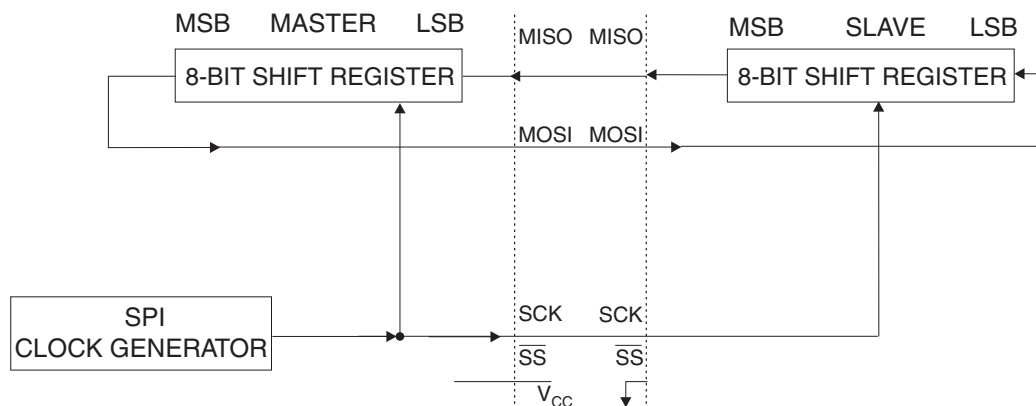 MSB MASTER LSB
MISO MISO
MSB SLAVE LSB
8-BIT SHIFT REGISTER
8-BIT SHIFT REGISTER
MOSI MOSI
SPI
CLOCK GENERATOR
SCK SCK
SS SS
VCC